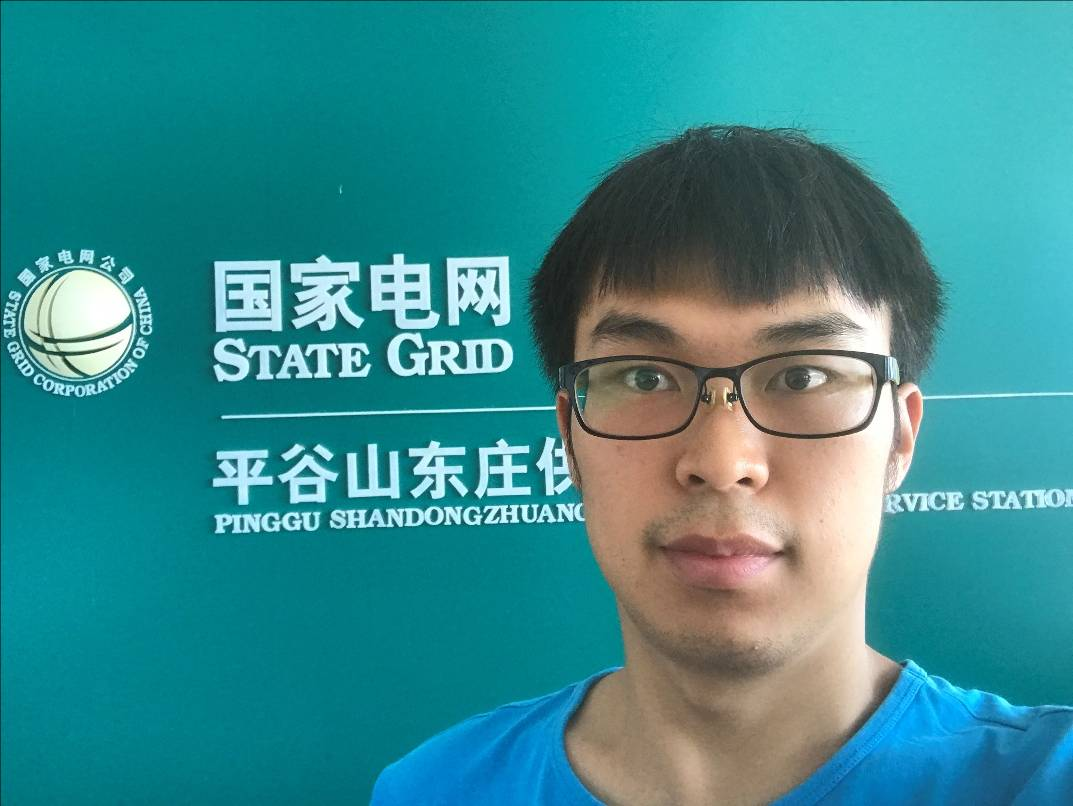 国家电网公司
STATE GRID CORPORATION OF CHINA
国家电网
STATE GRID
平谷山东庄
PINGGU SHANDONGZHUANG STATION